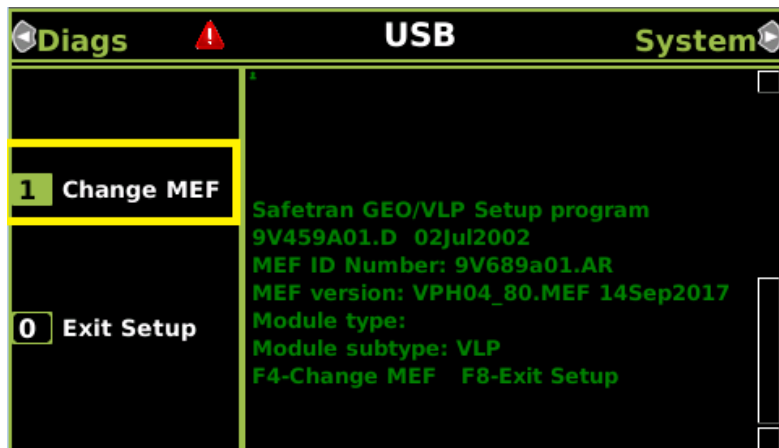 Diags USB System
1 Change MEF
0 Exit Setup
Safetran GEO/VLP Setup program
9V459A01.D 02Jul2002
MEF ID Number: 9V689a01.AR
MEF version: VPH04_80.MEF 14Sep2017
Module type:
Module subtype: VLP
F4-Change MEF F8-Exit Setup